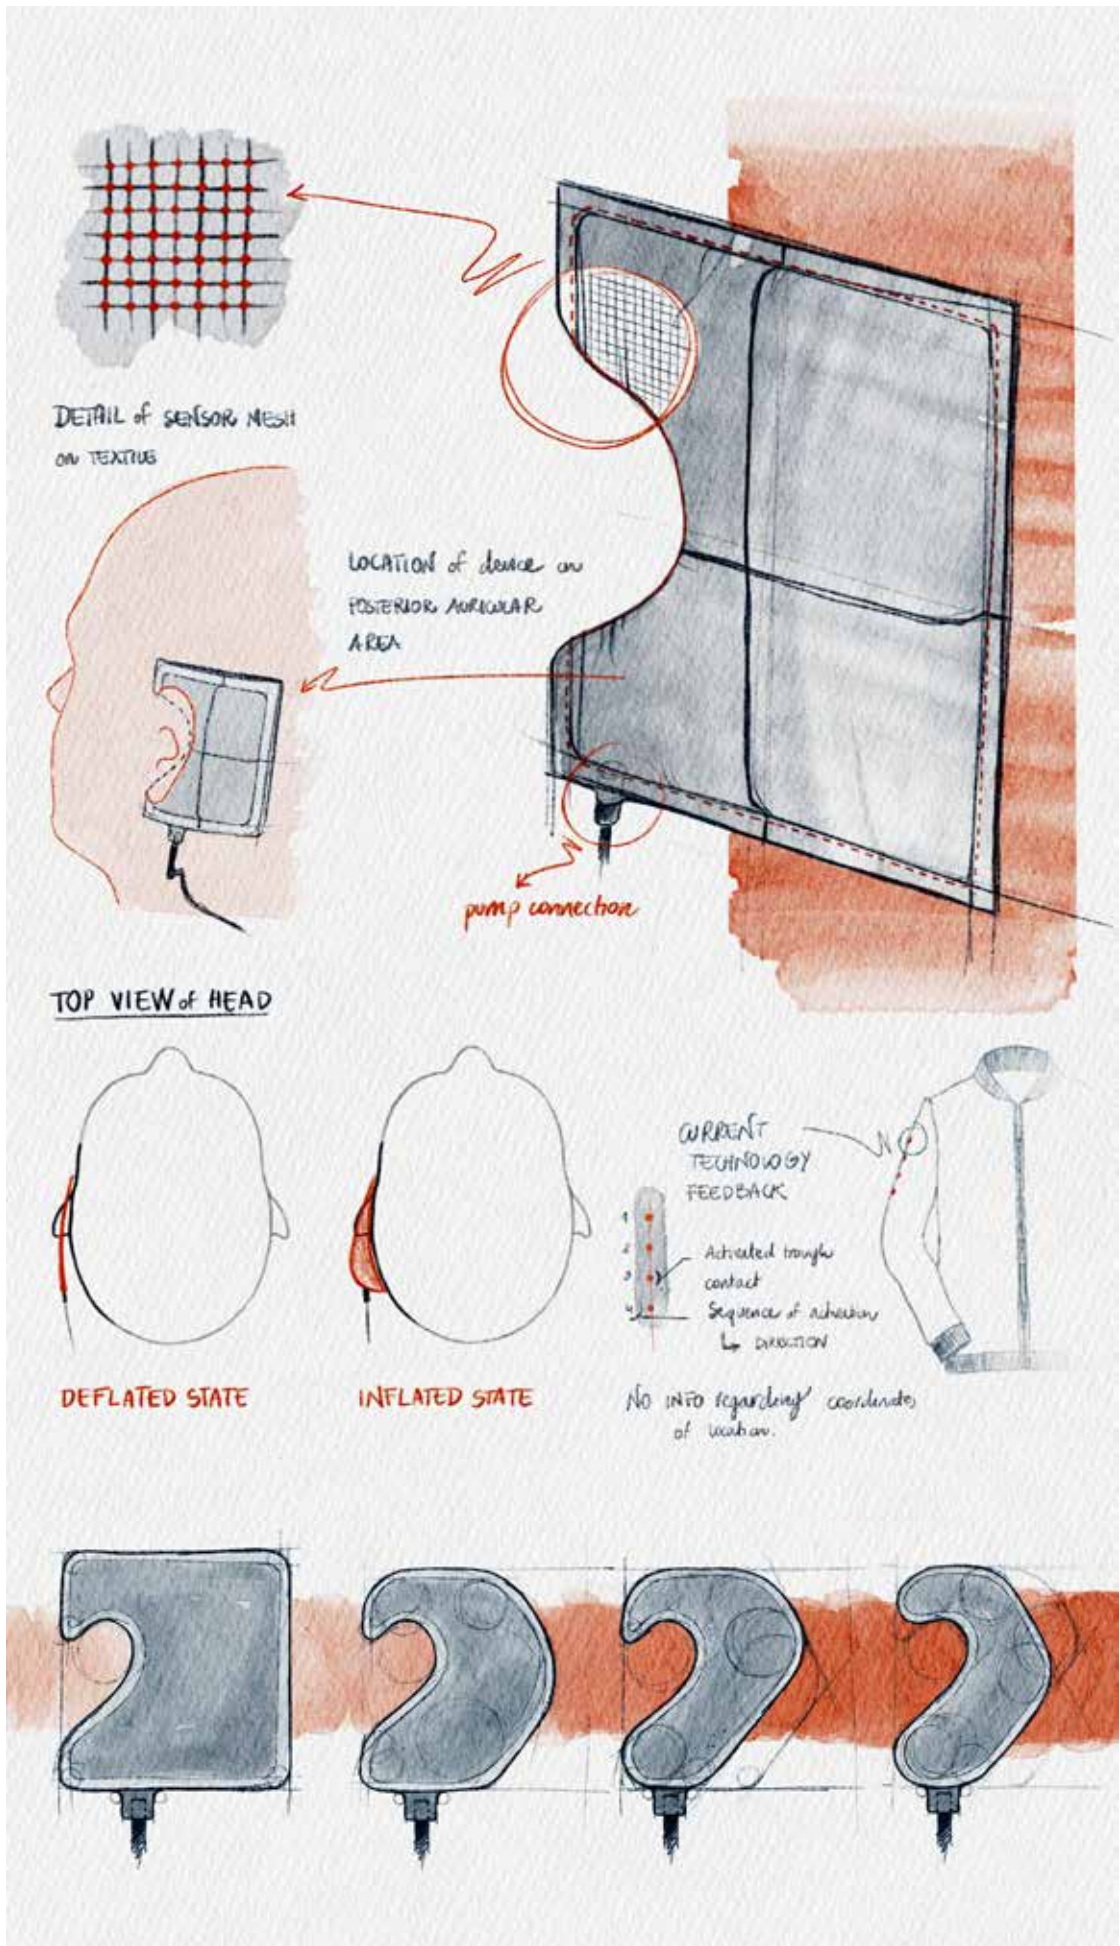 DETAIL of SENSOR MESH
on TEXTILE
LOCATION of device on
POSTERIOR AURICULAR
AREA
pump connection
TOP VIEW of HEAD
CURRENT
TECHNOLOGY
FEEDBACK
1
2
3
4
Activated trough
contact
Sequence of activation
↳ DIRECTION
DEFLATED STATE
INFLATED STATE
NO INFO regarding coordinates
of location.